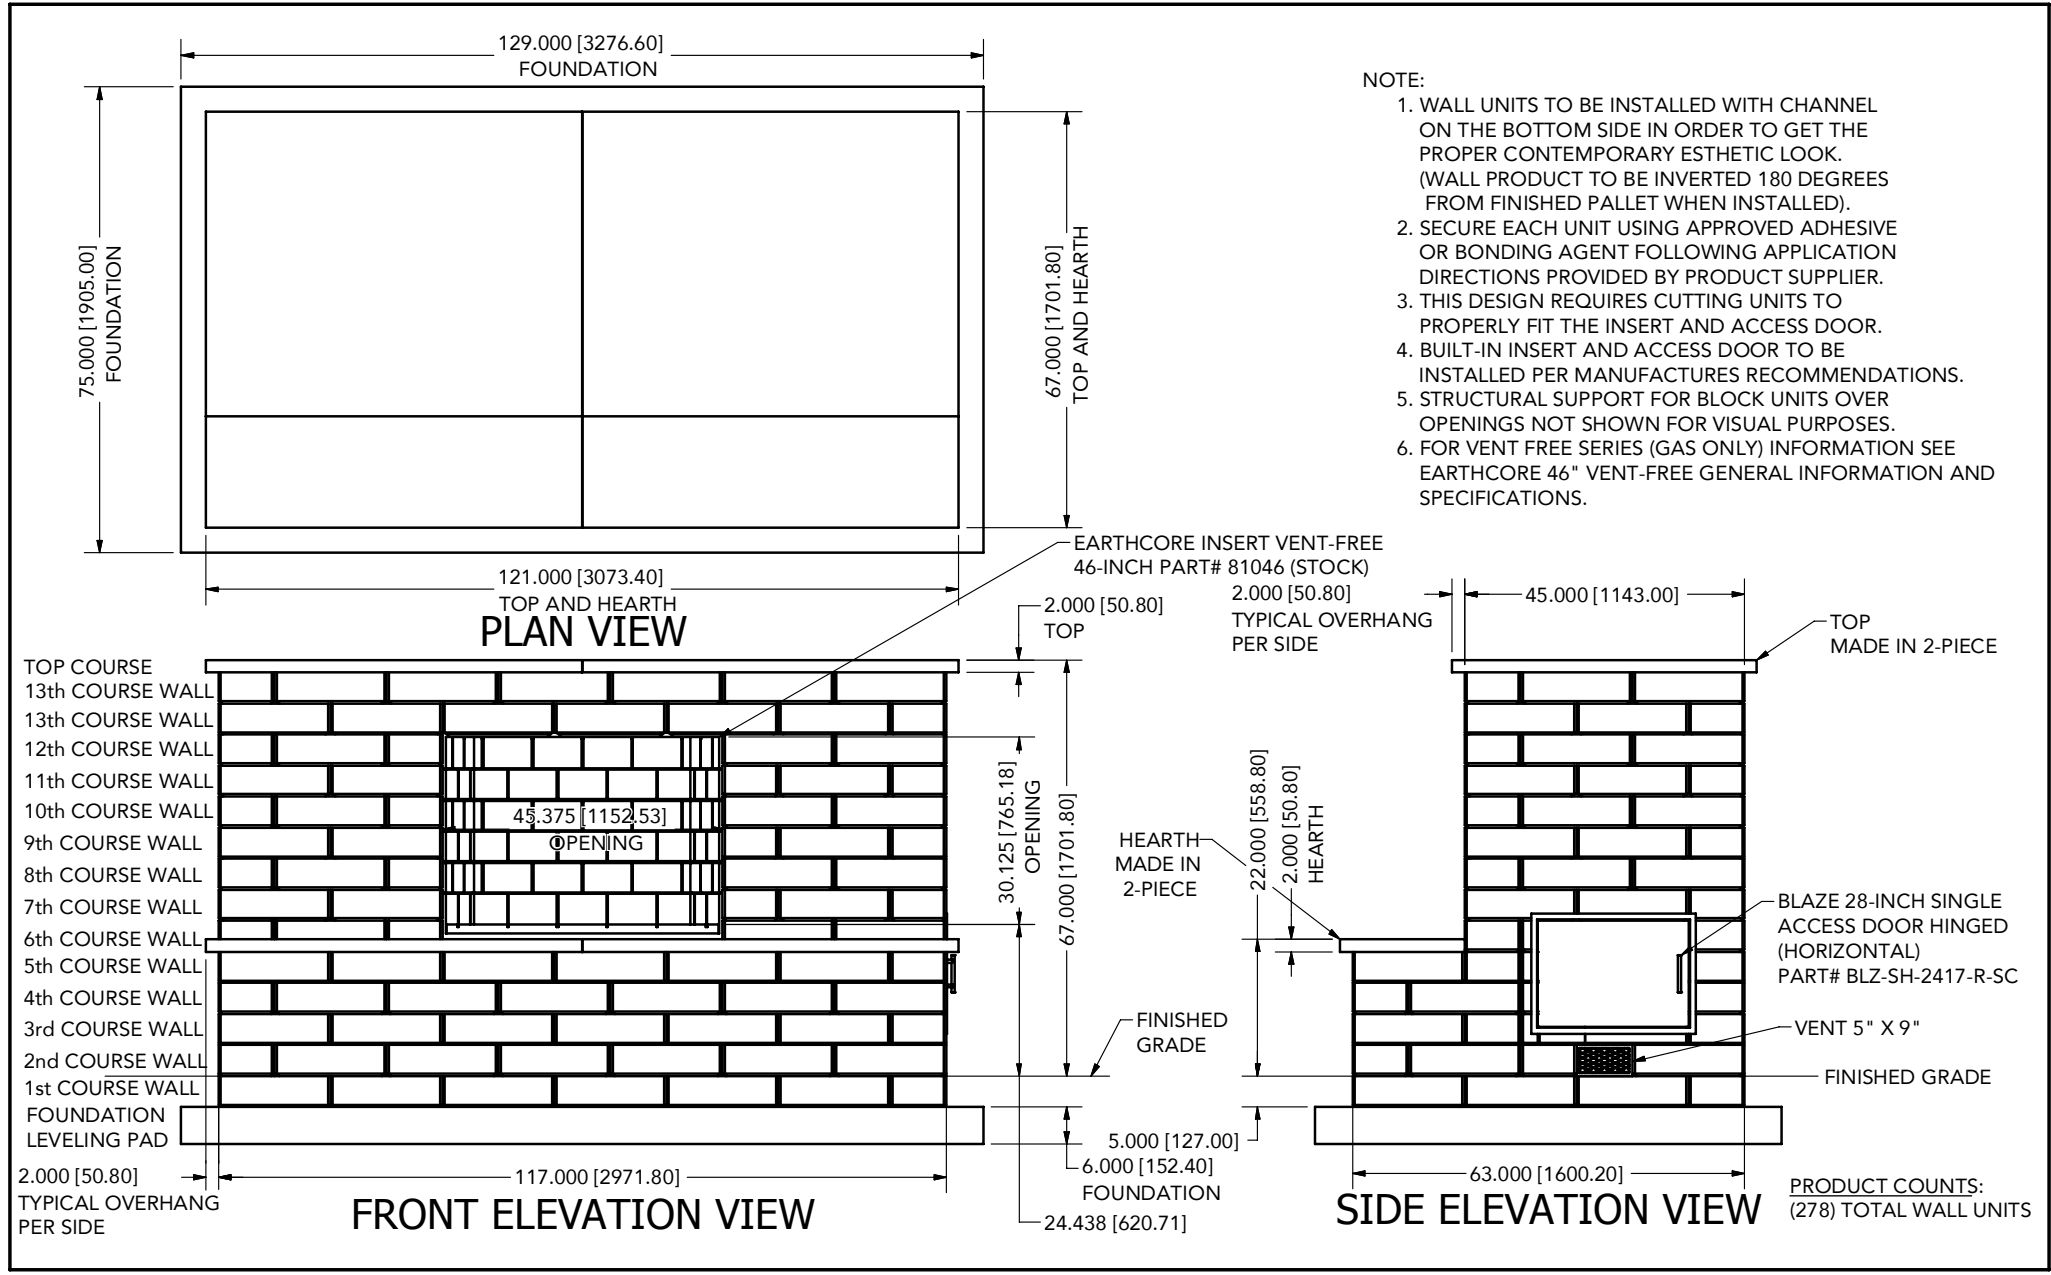 129.000 [3276.60]
FOUNDATION
75.000 [1905.00]
FOUNDATION
67.000 [1701.80]
TOP AND HEARTH
121.000 [3073.40]
TOP AND HEARTH
PLAN VIEW
NOTE:
1. WALL UNITS TO BE INSTALLED WITH CHANNEL
ON THE BOTTOM SIDE IN ORDER TO GET THE
PROPER CONTEMPORARY ESTHETIC LOOK.
(WALL PRODUCT TO BE INVERTED 180 DEGREES
FROM FINISHED PALLET WHEN INSTALLED).
2. SECURE EACH UNIT USING APPROVED ADHESIVE
OR BONDING AGENT FOLLOWING APPLICATION
DIRECTIONS PROVIDED BY PRODUCT SUPPLIER.
3. THIS DESIGN REQUIRES CUTTING UNITS TO
PROPERLY FIT THE INSERT AND ACCESS DOOR.
4. BUILT-IN INSERT AND ACCESS DOOR TO BE
INSTALLED PER MANUFACTURES RECOMMENDATIONS.
5. STRUCTURAL SUPPORT FOR BLOCK UNITS OVER
OPENINGS NOT SHOWN FOR VISUAL PURPOSES.
6. FOR VENT FREE SERIES (GAS ONLY) INFORMATION SEE
EARTHCORE 46" VENT-FREE GENERAL INFORMATION AND
SPECIFICATIONS.
EARTHCORE INSERT VENT-FREE
46-INCH PART# 81046 (STOCK)
2.000 [50.80]
TOP
TOP COURSE
13th COURSE WALL
13th COURSE WALL
12th COURSE WALL
11th COURSE WALL
10th COURSE WALL
9th COURSE WALL
8th COURSE WALL
7th COURSE WALL
6th COURSE WALL
5th COURSE WALL
4th COURSE WALL
3rd COURSE WALL
2nd COURSE WALL
1st COURSE WALL
FOUNDATION
LEVELING PAD
45.375 [1152.53]
OPENING
30.125 [765.18]
OPENING
67.000 [1701.80]
FINISHED
GRADE
2.000 [50.80]
TYPICAL OVERHANG
PER SIDE
117.000 [2971.80]
5.000 [127.00]
6.000 [152.40]
FOUNDATION
24.438 [620.71]
FRONT ELEVATION VIEW
2.000 [50.80]
TYPICAL OVERHANG
PER SIDE
45.000 [1143.00]
TOP
MADE IN 2-PIECE
22.000 [558.80]
2.000 [50.80]
HEARTH
HEARTH
MADE IN
2-PIECE
BLAZE 28-INCH SINGLE
ACCESS DOOR HINGED
(HORIZONTAL)
PART# BLZ-SH-2417-R-SC
VENT 5" X 9"
FINISHED GRADE
63.000 [1600.20]
SIDE ELEVATION VIEW
PRODUCT COUNTS:
(278) TOTAL WALL UNITS